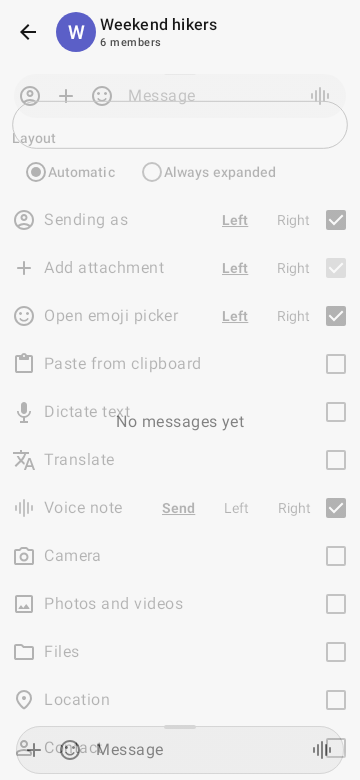 W
Weekend hikers
6 members
Message
Layout
Automatic Always expanded
Sending as Left Right
Add attachment Left Right
Open emoji picker Left Right
Paste from clipboard
Dictate text
No messages yet
Translate
Voice note Send Left Right
Camera
Photos and videos
Files
Location
Contact
Message